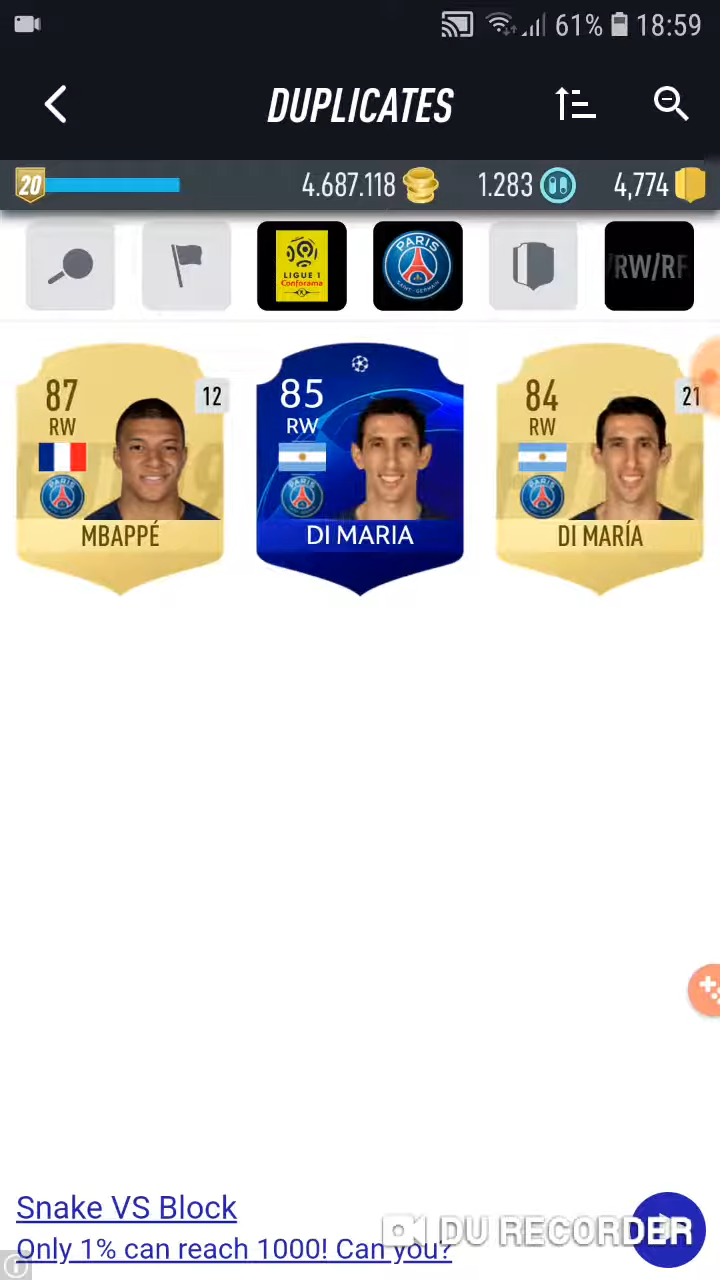 61% 18:59
DUPLICATES
20 4.687.118 1.283 4,774
LIGUE 1
Conforama
PARIS
SAINT-GERMAIN
RW/RF
87 12
RW
MBAPPÉ
85
RW
DI MARIA
84 21
RW
DI MARÍA
Snake VS Block
Only 1% can reach 1000! Can you?
DU RECORDER